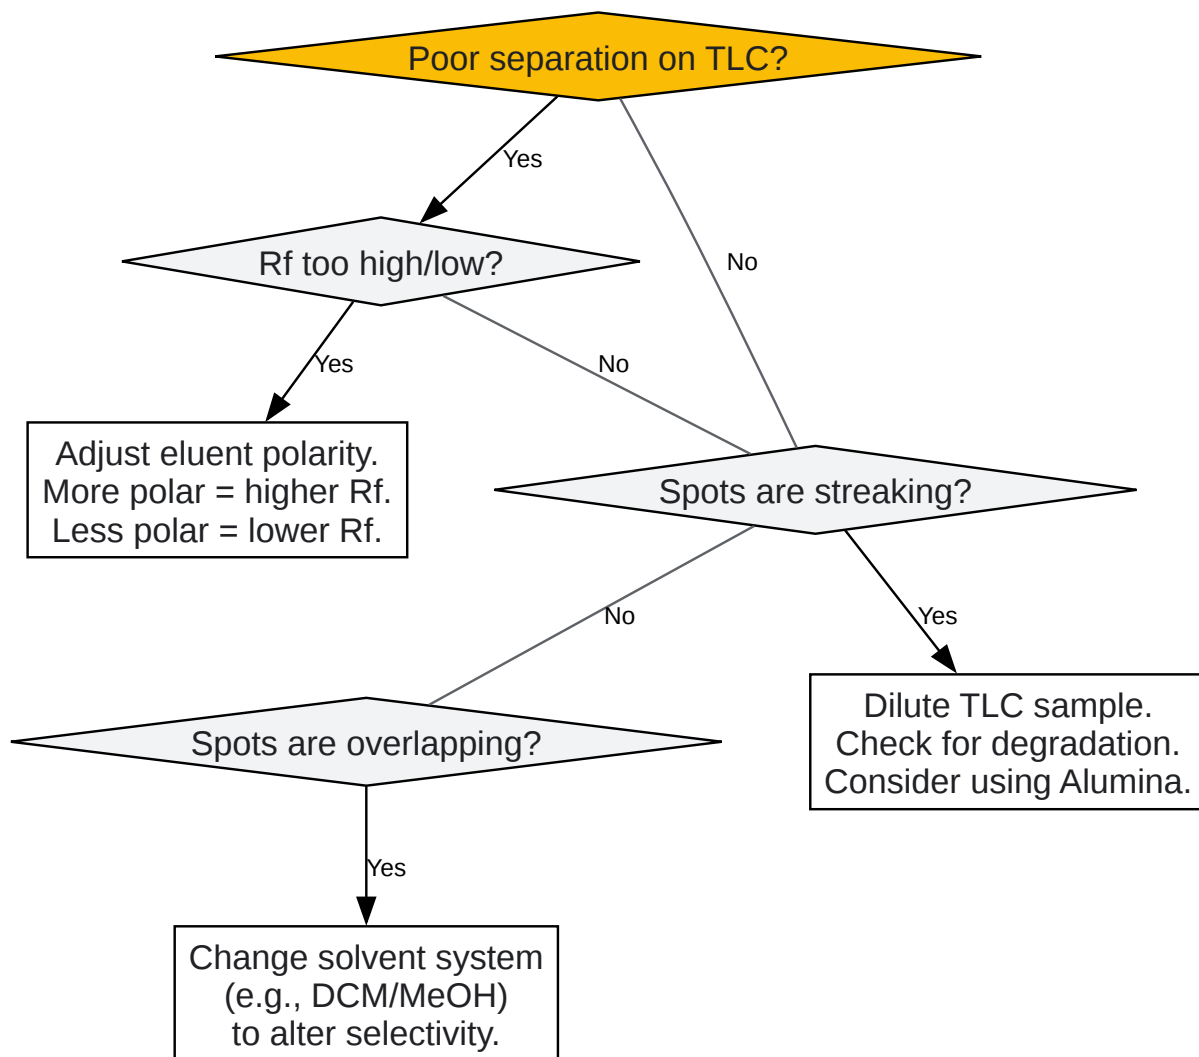 Poor separation on TLC?
Yes
No
Rf too high/low?
Yes
No
Adjust eluent polarity.
More polar = higher Rf.
Less polar = lower Rf.
Spots are streaking?
No
Yes
Spots are overlapping?
Dilute TLC sample.
Check for degradation.
Consider using Alumina.
Yes
Change solvent system
(e.g., DCM/MeOH)
to alter selectivity.